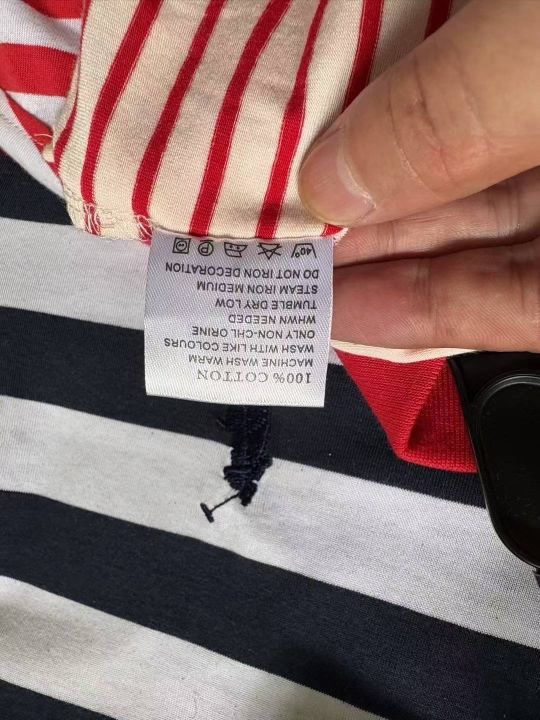 100% COTTON
MACHINE WASH WARM
WASH WITH LIKE COLOURS
ONLY NON-CHL ORINE
WHWN NEEDED
TUMBLE DRY LOW
STEAM IRON MEDIUM
DO NOT IRON DECORATION
40° P